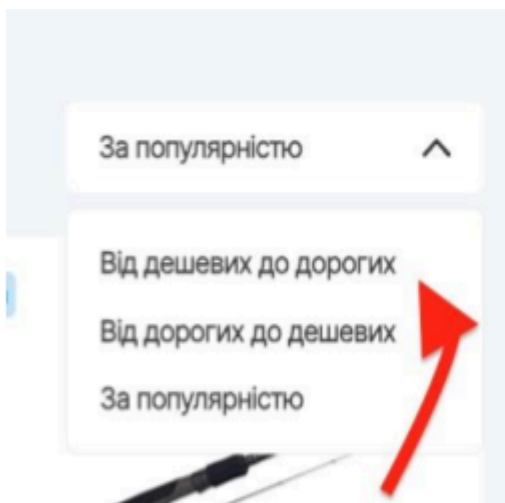 За популярністю
Від дешевих до дорогих
Від дорогих до дешевих
За популярністю